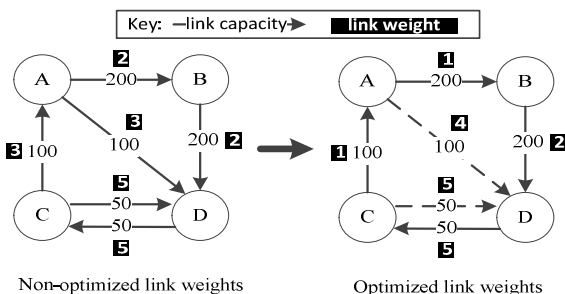 Key: link capacity link weight
2 1
A 200 B A 200 B
3 4
100 200 2 100 200 2
3 100 1 100
5 5
C 50 D C 50 D
50 50
5 5
Non-optimized link weights Optimized link weights